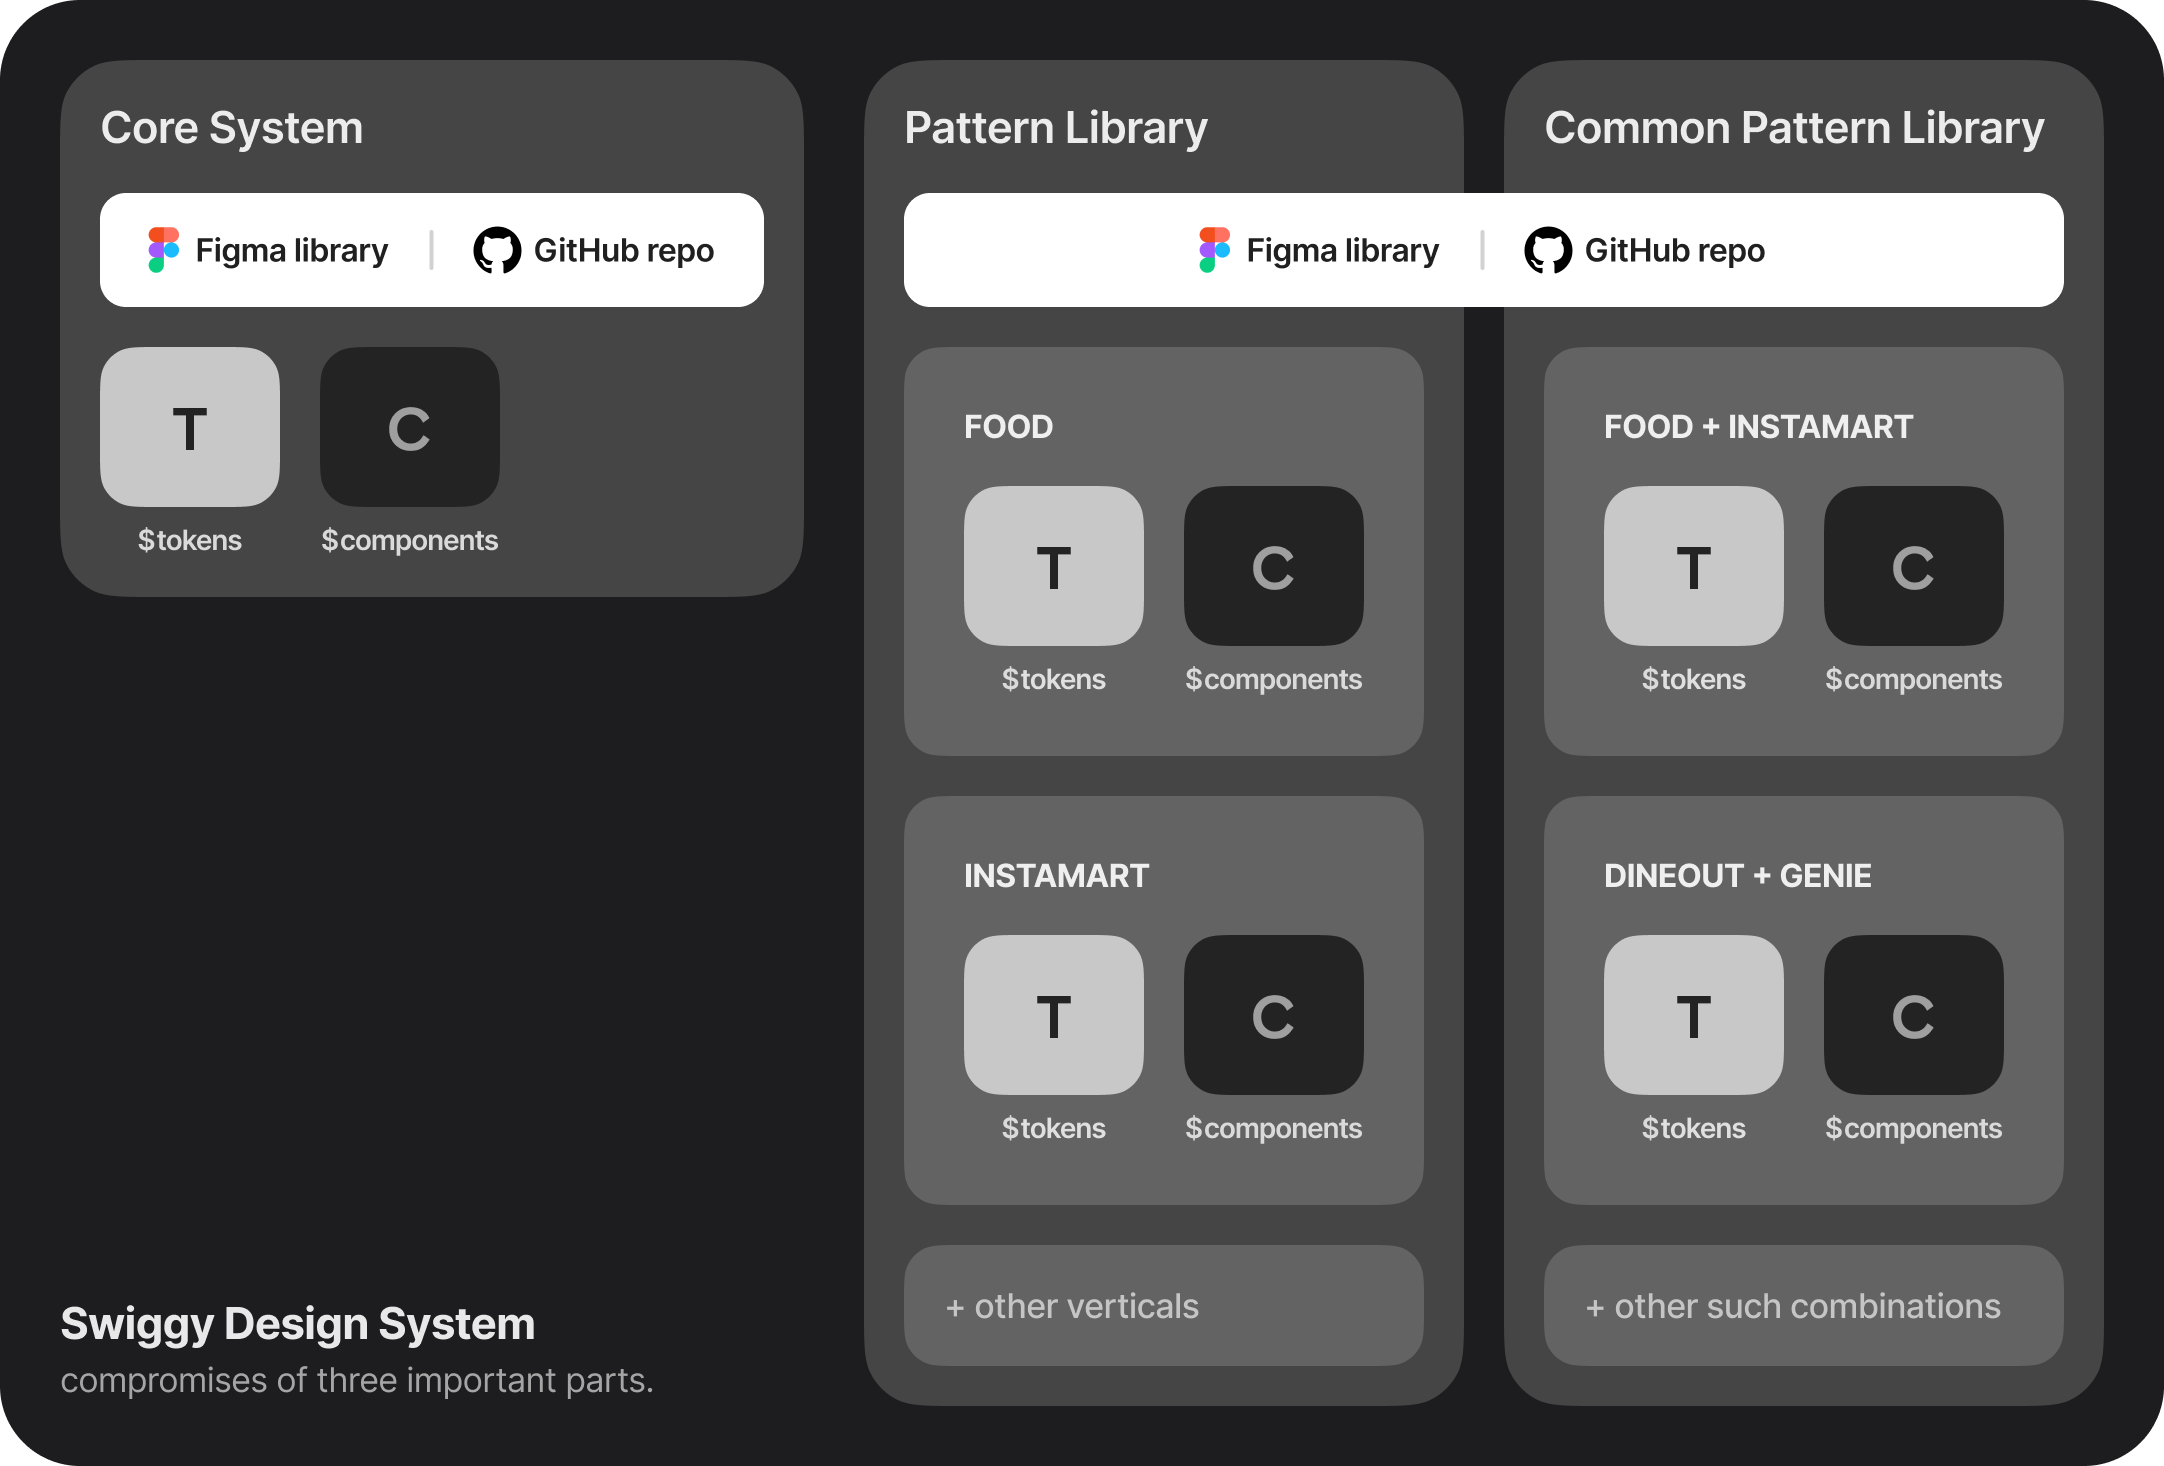 Core System
Figma library | GitHub repo
T C
$tokens $components
Pattern Library
Common Pattern Library
Figma library | GitHub repo
FOOD
T C
$tokens $components
INSTAMART
T C
$tokens $components
+ other verticals
FOOD + INSTAMART
T C
$tokens $components
DINEOUT + GENIE
T C
$tokens $components
+ other such combinations
Swiggy Design System
compromises of three important parts.